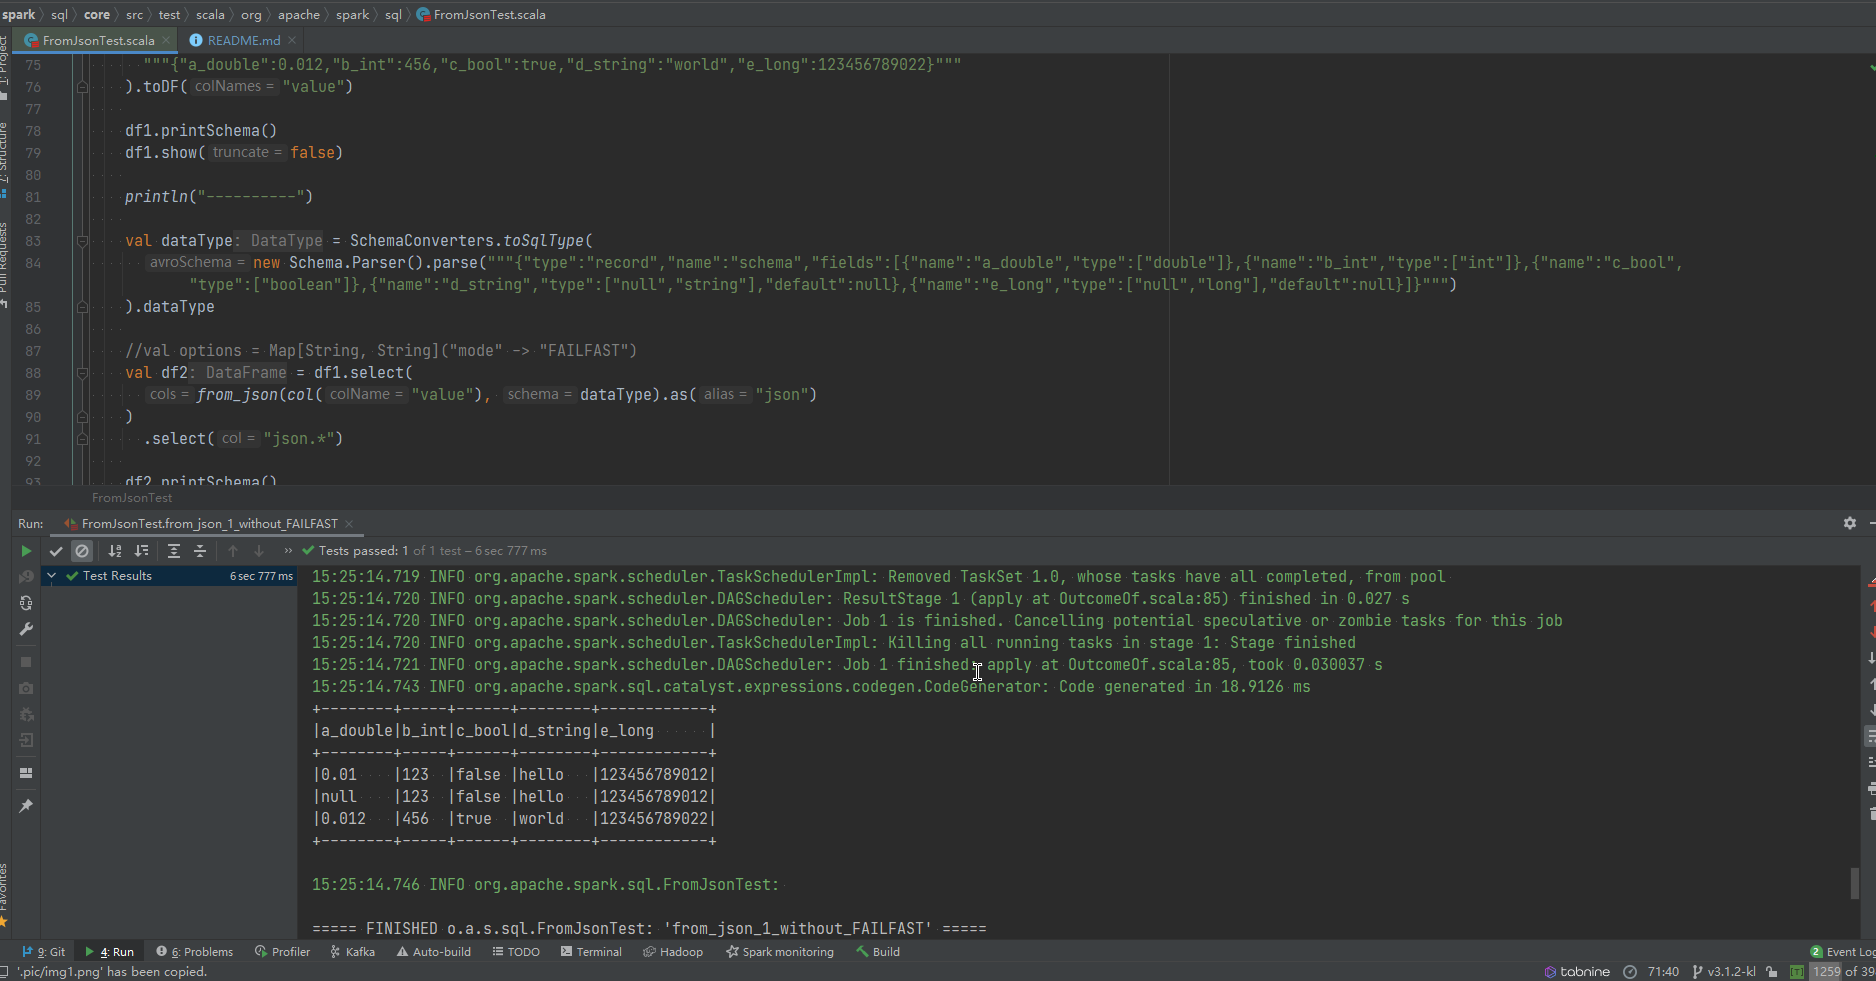 spark sql core src test scala org apache spark sql FromJsonTest.scala
FromJsonTest.scala README.md
75 """{"a_double":0.012,"b_int":456,"c_bool":true,"d_string":"world","e_long":123456789022}"""
76 ).toDF( colNames = "value")
77
78 df1.printSchema()
79 df1.show( truncate = false)
80
81 println("----------")
82
83 val dataType: DataType = SchemaConverters.toSqlType(
84 avroSchema = new Schema.Parser().parse("""{"type":"record","name":"schema","fields":[{"name":"a_double","type":["double"]},{"name":"b_int","type":["int"]},{"name":"c_bool",
"type":["boolean"]},{"name":"d_string","type":["null","string"],"default":null},{"name":"e_long","type":["null","long"],"default":null}]}""")
85 ).dataType
86
87 //val options = Map[String, String]("mode" -> "FAILFAST")
88 val df2: DataFrame = df1.select(
89 cols = from_json(col( colName = "value"), schema = dataType).as( alias = "json")
90 )
91 .select( col = "json.*")
92
93 df2.printSchema()
FromJsonTest
Run: FromJsonTest.from_json_1_without_FAILFAST
Tests passed: 1 of 1 test – 6 sec 777 ms
Test Results 6 sec 777 ms
15:25:14.719 INFO org.apache.spark.scheduler.TaskSchedulerImpl: Removed TaskSet 1.0, whose tasks have all completed, from pool
15:25:14.720 INFO org.apache.spark.scheduler.DAGScheduler: ResultStage 1 (apply at OutcomeOf.scala:85) finished in 0.027 s
15:25:14.720 INFO org.apache.spark.scheduler.DAGScheduler: Job 1 is finished. Cancelling potential speculative or zombie tasks for this job
15:25:14.720 INFO org.apache.spark.scheduler.TaskSchedulerImpl: Killing all running tasks in stage 1: Stage finished
15:25:14.721 INFO org.apache.spark.scheduler.DAGScheduler: Job 1 finished: apply at OutcomeOf.scala:85, took 0.030037 s
15:25:14.743 INFO org.apache.spark.sql.catalyst.expressions.codegen.CodeGenerator: Code generated in 18.9126 ms
+--------+-----+------+--------+------------+
|a_double|b_int|c_bool|d_string|e_long      |
+--------+-----+------+--------+------------+
|0.01    |123  |false |hello   |123456789012|
|null    |123  |false |hello   |123456789012|
|0.012   |456  |true  |world   |123456789022|
+--------+-----+------+--------+------------+
15:25:14.746 INFO org.apache.spark.sql.FromJsonTest:
===== FINISHED o.a.s.sql.FromJsonTest: 'from_json_1_without_FAILFAST' =====
9: Git 4: Run 6: Problems Profiler Kafka Auto-build TODO Terminal Hadoop Spark monitoring Build 2 Event Log
'.pic/img1.png' has been copied. tabnine 71:40 v3.1.2-kl [T] 1259 of 39
1: Project
7: Structure
Pull Requests
Favorites